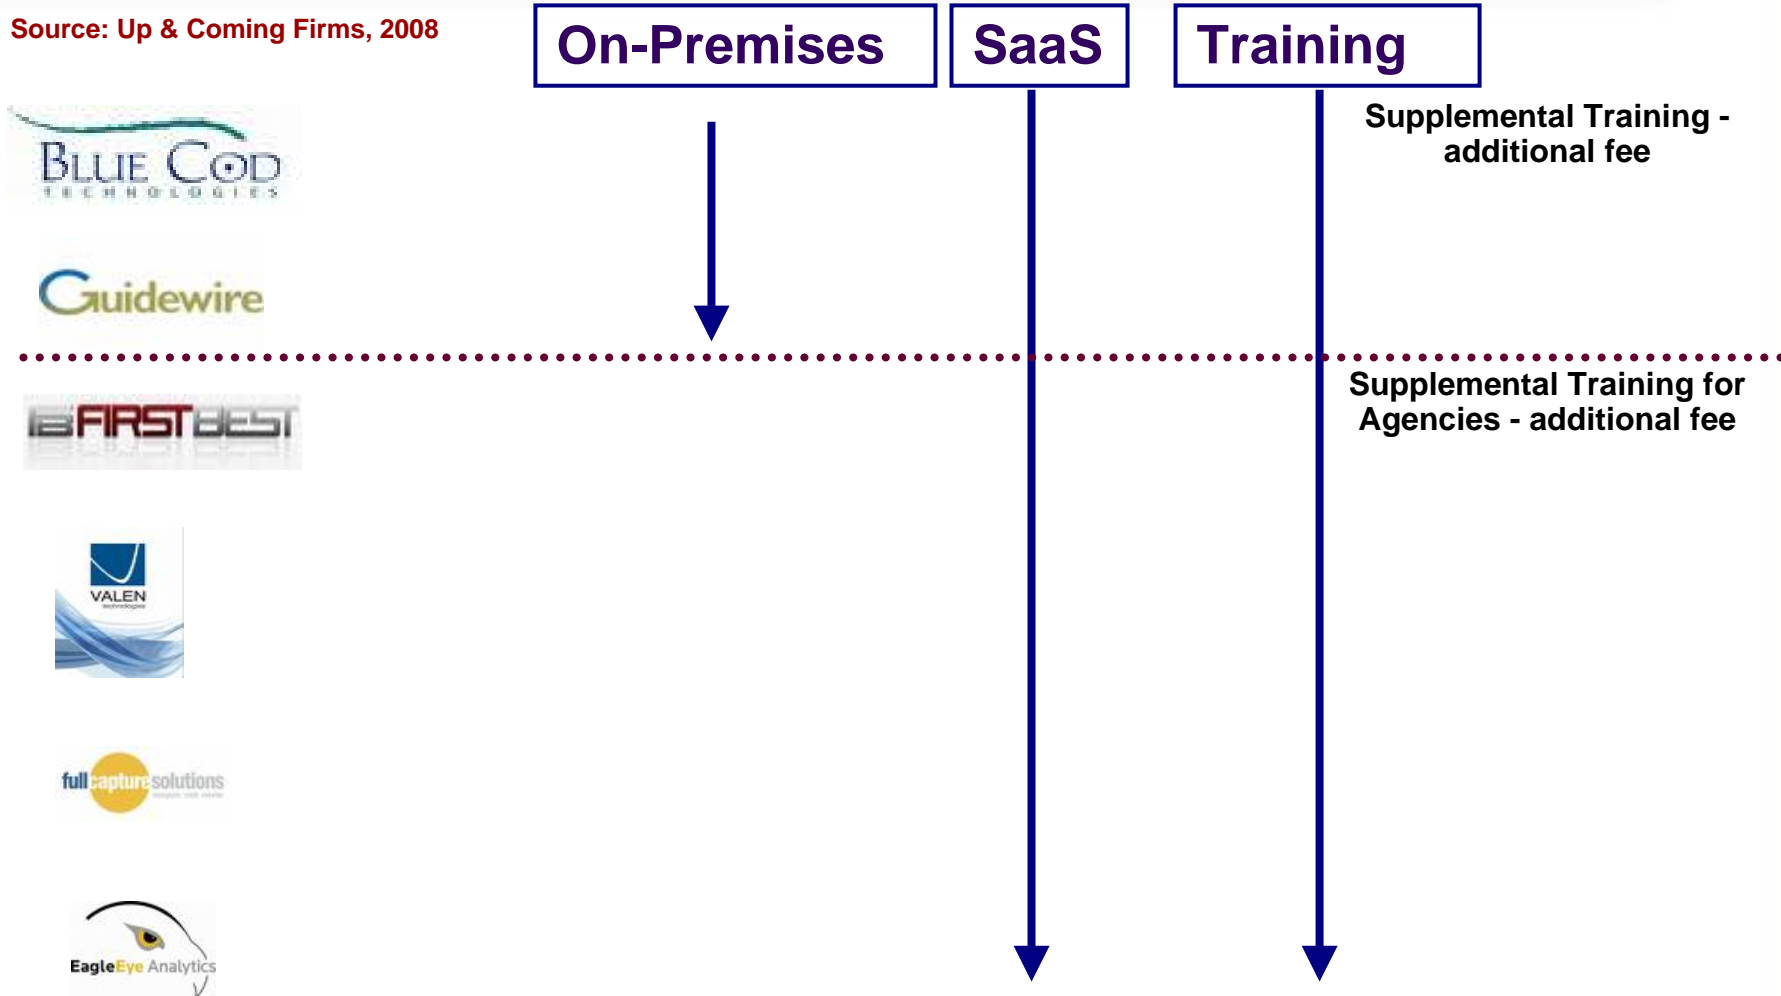 Source: Up & Coming Firms, 2008
On-Premises
SaaS
Training
Supplemental Training -
additional fee
BLUE COD
TECHNOLOGIES
Guidewire
Supplemental Training for
Agencies - additional fee
FIRSTBEST
VALEN
technologies
fullcapturesolutions
EagleEye Analytics